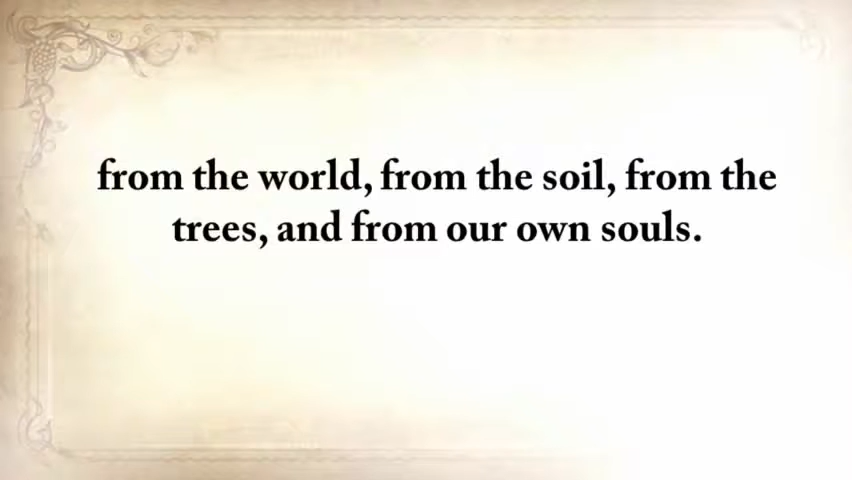 from the world, from the soil, from the
trees, and from our own souls.